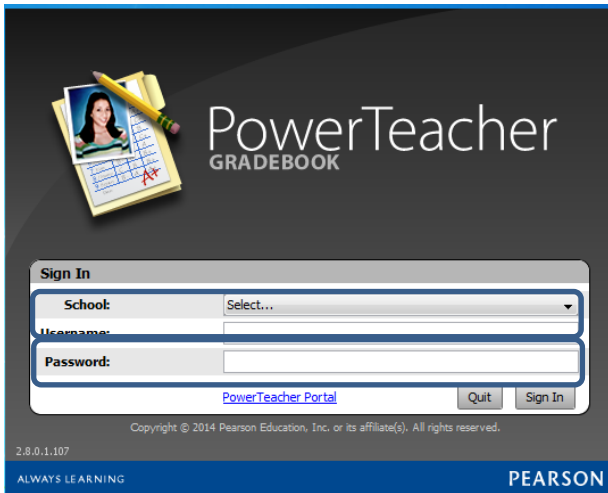 PowerTeacher
GRADEBOOK
A+
Sign In
School: Select...
Username:
Password:
PowerTeacher Portal Quit Sign In
Copyright © 2014 Pearson Education, Inc. or its affiliate(s). All rights reserved.
2.8.0.1.107
ALWAYS LEARNING PEARSON